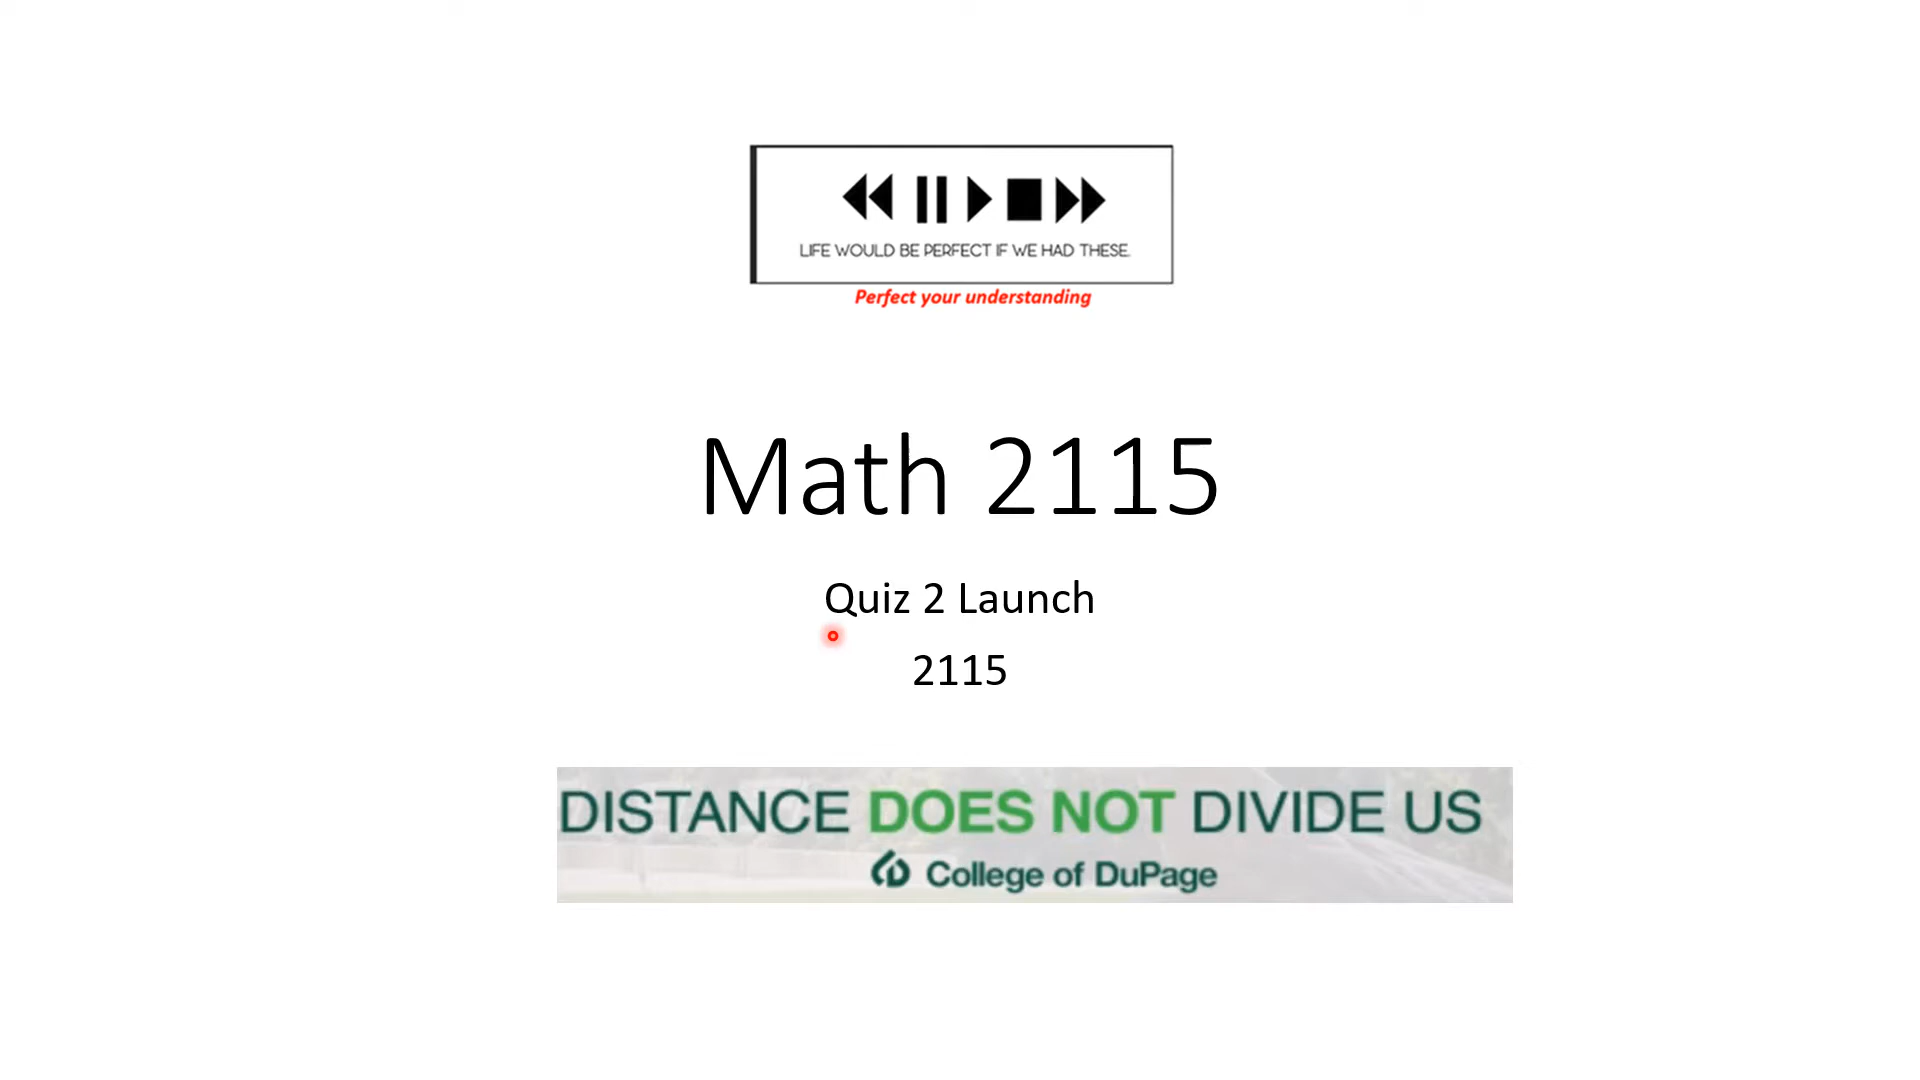 LIFE WOULD BE PERFECT IF WE HAD THESE.
Perfect your understanding
Math 2115
Quiz 2 Launch
2115
DISTANCE DOES NOT DIVIDE US
College of DuPage